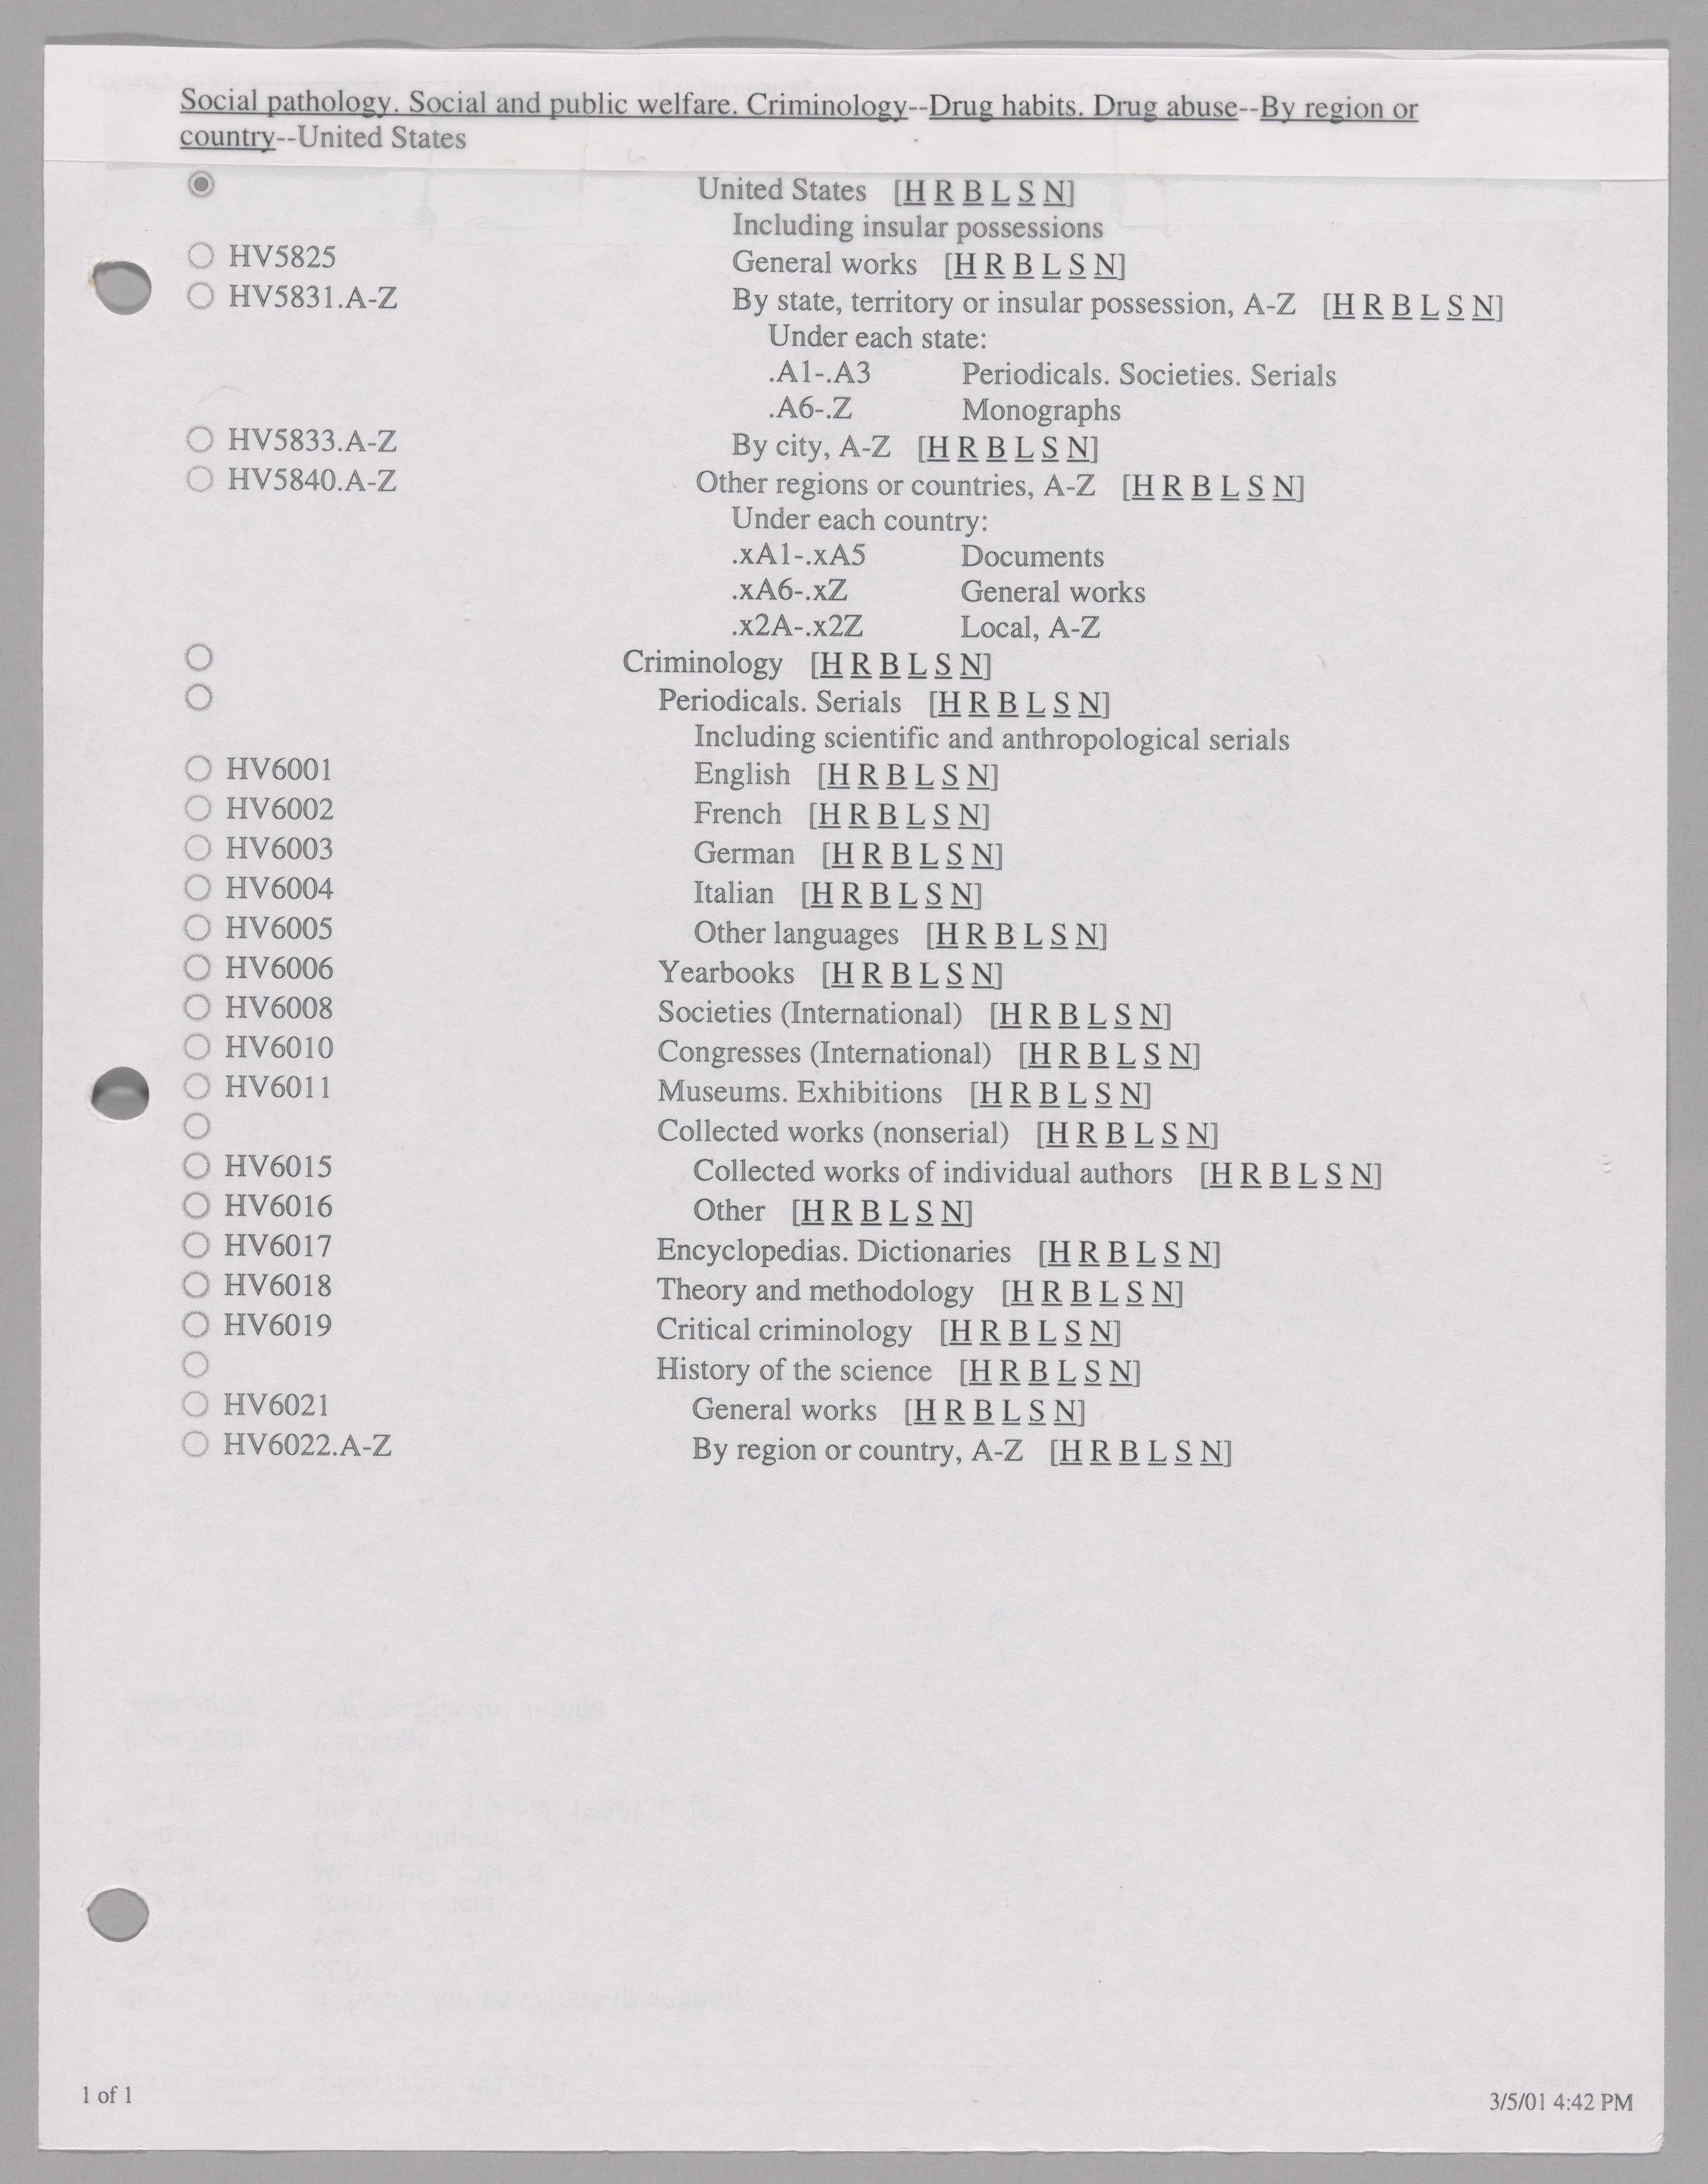 Social pathology. Social and public welfare. Criminology--Drug habits. Drug abuse--By region or
country--United States
United States [H R B L S N]
Including insular possessions
HV5825 General works [H R B L S N]
HV5831.A-Z By state, territory or insular possession, A-Z [H R B L S N]
Under each state:
.A1-.A3 Periodicals. Societies. Serials
.A6-.Z Monographs
HV5833.A-Z By city, A-Z [H R B L S N]
HV5840.A-Z Other regions or countries, A-Z [H R B L S N]
Under each country:
.xA1-.xA5 Documents
.xA6-.xZ General works
.x2A-.x2Z Local, A-Z
Criminology [H R B L S N]
Periodicals. Serials [H R B L S N]
Including scientific and anthropological serials
HV6001 English [H R B L S N]
HV6002 French [H R B L S N]
HV6003 German [H R B L S N]
HV6004 Italian [H R B L S N]
HV6005 Other languages [H R B L S N]
HV6006 Yearbooks [H R B L S N]
HV6008 Societies (International) [H R B L S N]
HV6010 Congresses (International) [H R B L S N]
HV6011 Museums. Exhibitions [H R B L S N]
Collected works (nonserial) [H R B L S N]
HV6015 Collected works of individual authors [H R B L S N]
HV6016 Other [H R B L S N]
HV6017 Encyclopedias. Dictionaries [H R B L S N]
HV6018 Theory and methodology [H R B L S N]
HV6019 Critical criminology [H R B L S N]
History of the science [H R B L S N]
HV6021 General works [H R B L S N]
HV6022.A-Z By region or country, A-Z [H R B L S N]
1 of 1 3/5/01 4:42 PM